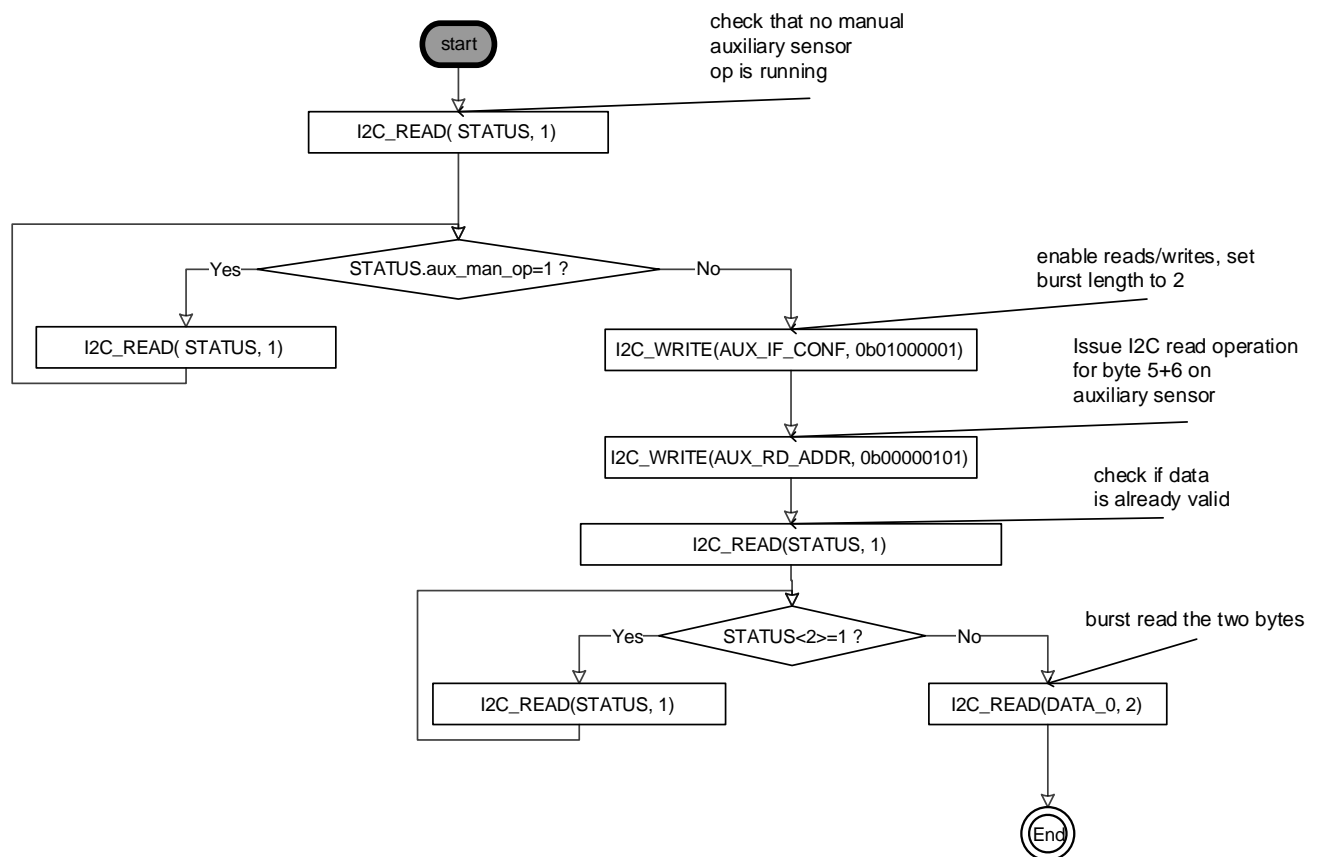 start
check that no manual
auxiliary sensor
op is running
I2C_READ( STATUS, 1)
STATUS.aux_man_op=1 ?
Yes
No
I2C_READ( STATUS, 1)
enable reads/writes, set
burst length to 2
I2C_WRITE(AUX_IF_CONF, 0b01000001)
Issue I2C read operation
for byte 5+6 on
auxiliary sensor
I2C_WRITE(AUX_RD_ADDR, 0b00000101)
check if data
is already valid
I2C_READ(STATUS, 1)
STATUS<2>=1 ?
Yes
No
I2C_READ(STATUS, 1)
burst read the two bytes
I2C_READ(DATA_0, 2)
End